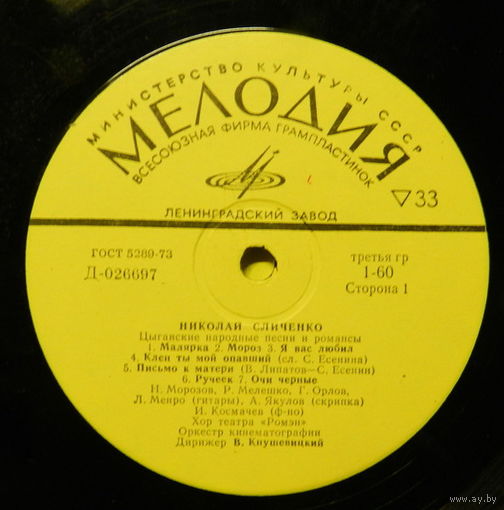 МИНИСТЕРСТВО КУЛЬТУРЫ СССР
МЕЛОДИЯ
ВСЕСОЮЗНАЯ ФИРМА ГРАМПЛАСТИНОК
33
ЛЕНИНГРАДСКИЙ ЗАВОД
ГОСТ 5289-73
Д-026697
третья гр
1-60
Сторона 1
НИКОЛАЙ СЛИЧЕНКО
Цыганские народные песни и романсы
1. Малярка 2. Мороз 3. Я вас любил
4. Клен ты мой опавший (сл. С. Есенина)
5. Письмо к матери (В. Липатов—С. Есенин)
6. Ручеек 7. Очи черные
Н. Морозов, Р. Мелешко, Г. Орлов,
Л. Менро (гитары), А. Якулов (скрипка)
И. Космачев (ф-но)
Хор театра «Ромэн»
Оркестр кинематографии
Дирижер В. Кнушевицкий
www.ay.by